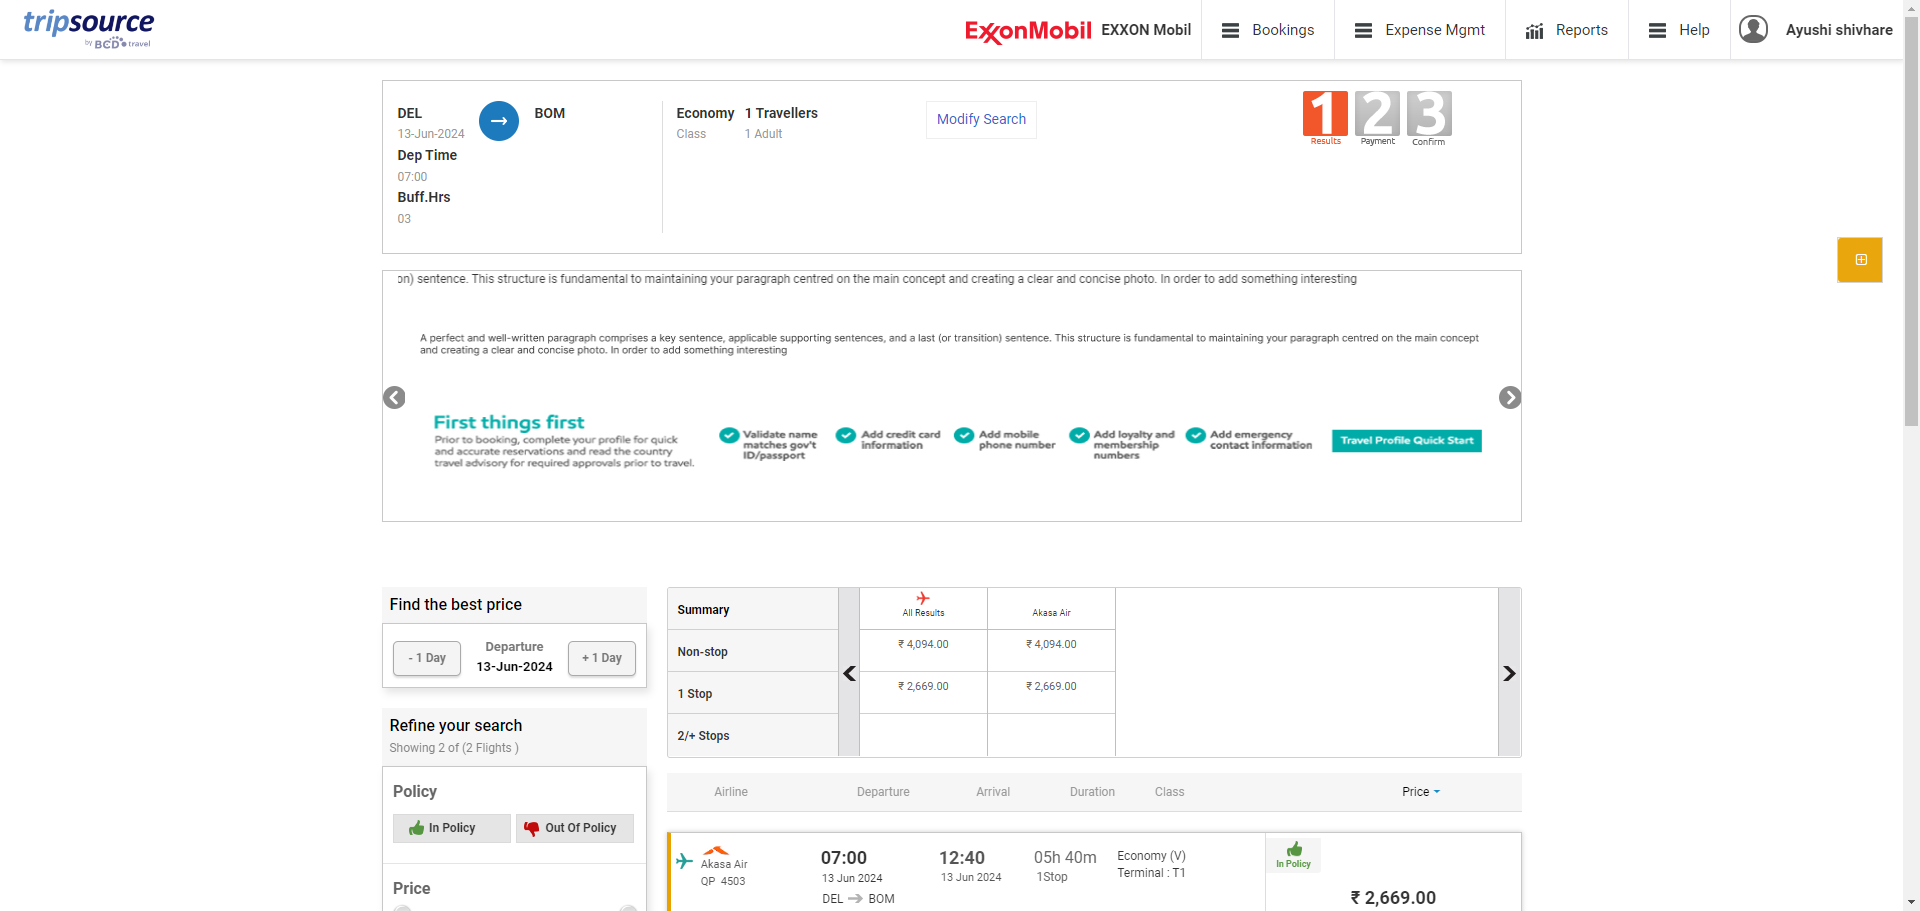 tripsource
by BCD travel
ExxonMobil EXXON Mobil
Bookings
Expense Mgmt
Reports
Help
Ayushi shivhare
DEL
13-Jun-2024
Dep Time
07:00
Buff.Hrs
03
BOM
Economy
Class
1 Travellers
1 Adult
Modify Search
1 2 3
Results Payment Confirm
on) sentence. This structure is fundamental to maintaining your paragraph centred on the main concept and creating a clear and concise photo. In order to add something interesting
A perfect and well-written paragraph comprises a key sentence, applicable supporting sentences, and a last (or transition) sentence. This structure is fundamental to maintaining your paragraph centred on the main concept
and creating a clear and concise photo. In order to add something interesting
First things first
Prior to booking, complete your profile for quick
and accurate reservations and read the country
travel advisory for required approvals prior to travel.
Validate name
matches gov't
ID/passport
Add credit card
information
Add mobile
phone number
Add loyalty and
membership
numbers
Add emergency
contact information
Travel Profile Quick Start
Find the best price
- 1 Day
Departure
13-Jun-2024
+ 1 Day
Refine your search
Showing 2 of (2 Flights )
Policy
In Policy
Out Of Policy
Price
Summary
All Results
Akasa Air
Non-stop
₹ 4,094.00
₹ 4,094.00
1 Stop
₹ 2,669.00
₹ 2,669.00
2/+ Stops
Airline Departure Arrival Duration Class Price
Akasa Air
QP 4503
07:00
13 Jun 2024
DEL BOM
12:40
13 Jun 2024
05h 40m
1Stop
Economy (V)
Terminal : T1
In Policy
₹ 2,669.00